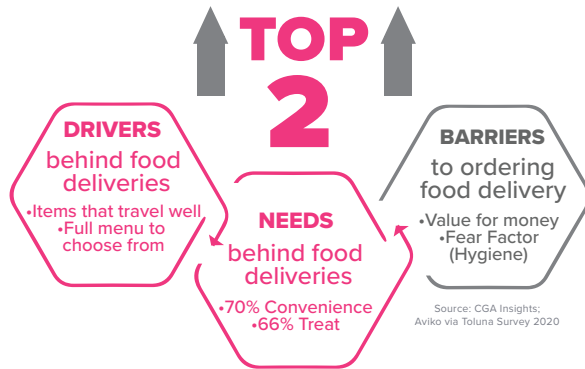 TOP
2
DRIVERS
behind food
deliveries
•Items that travel well
•Full menu to
choose from
NEEDS
behind food
deliveries
•70% Convenience
•66% Treat
BARRIERS
to ordering
food delivery
•Value for money
•Fear Factor
(Hygiene)
Source: CGA Insights;
Aviko via Toluna Survey 2020